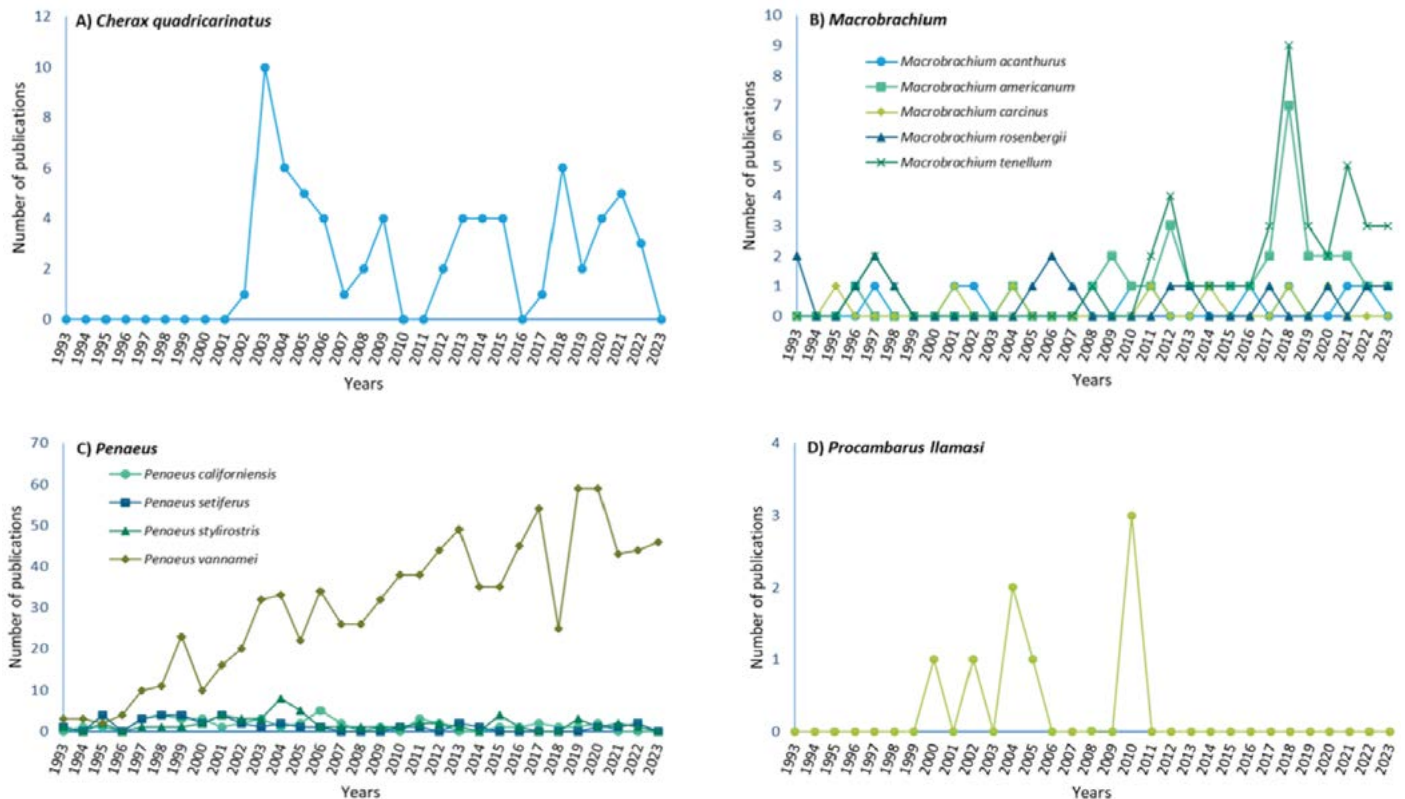 A) Cherax quadricarinatus
Number of publications
12
10
8
6
4
2
0
1993 1994 1995 1996 1997 1998 1999 2000 2001 2002 2003 2004 2005 2006 2007 2008 2009 2010 2011 2012 2013 2014 2015 2016 2017 2018 2019 2020 2021 2022 2023
Years
B) Macrobrachium
Number of publications
10
9
8
7
6
5
4
3
2
1
0
Macrobrachium acanthurus
Macrobrachium americanum
Macrobrachium carcinus
Macrobrachium rosenbergii
Macrobrachium tenellum
1993 1994 1995 1996 1997 1998 1999 2000 2001 2002 2003 2004 2005 2006 2007 2008 2009 2010 2011 2012 2013 2014 2015 2016 2017 2018 2019 2020 2021 2022 2023
Years
C) Penaeus
Number of publications
70
60
50
40
30
20
10
0
Penaeus californiensis
Penaeus setiferus
Penaeus stylirostris
Penaeus vannamei
1993 1994 1995 1996 1997 1998 1999 2000 2001 2002 2003 2004 2005 2006 2007 2008 2009 2010 2011 2012 2013 2014 2015 2016 2017 2018 2019 2020 2021 2022 2023
Years
D) Procambarus llamasi
Number of publications
4
3
2
1
0
1993 1994 1995 1996 1997 1998 1999 2000 2001 2002 2003 2004 2005 2006 2007 2008 2009 2010 2011 2012 2013 2014 2015 2016 2017 2018 2019 2020 2021 2022 2023
Years